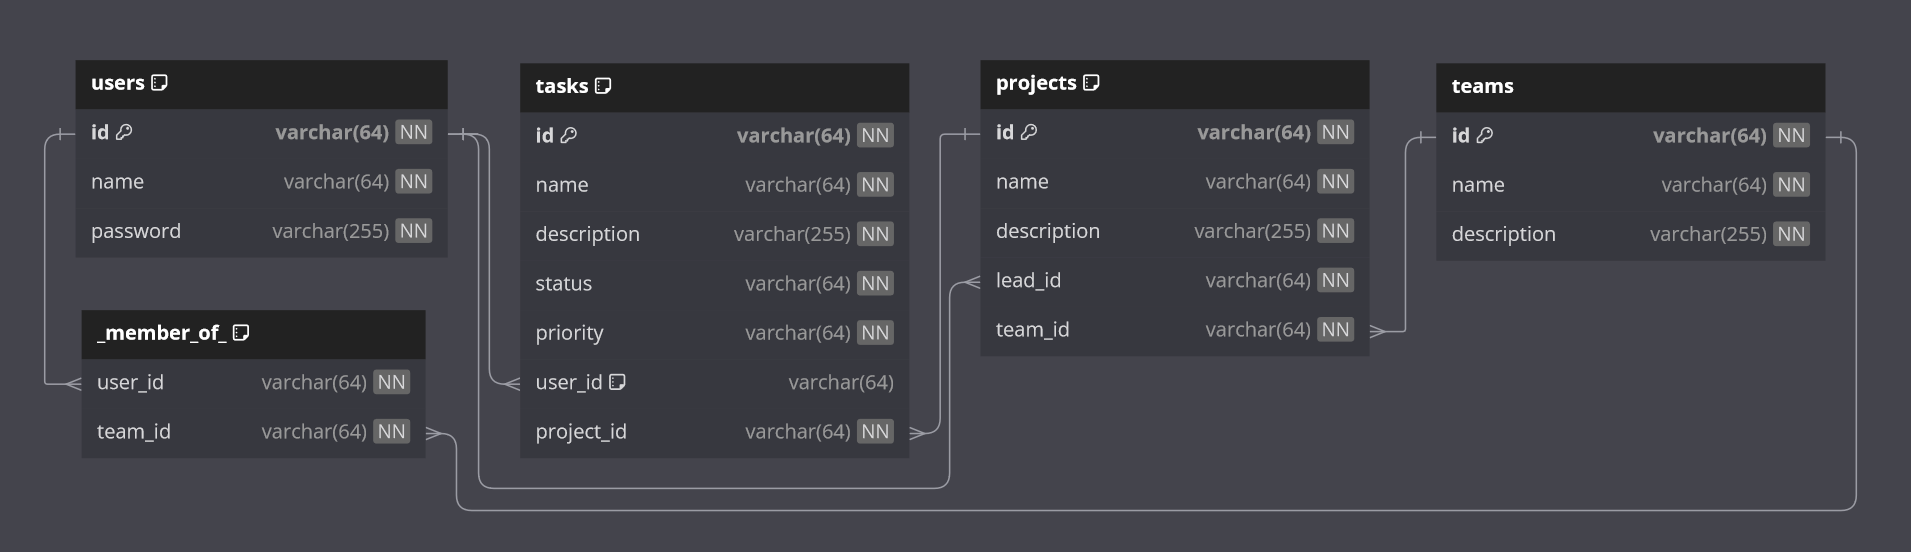 users
id varchar(64) NN
name varchar(64) NN
password varchar(255) NN
_member_of_
user_id varchar(64) NN
team_id varchar(64) NN
tasks
id varchar(64) NN
name varchar(64) NN
description varchar(255) NN
status varchar(64) NN
priority varchar(64) NN
user_id varchar(64)
project_id varchar(64) NN
projects
id varchar(64) NN
name varchar(64) NN
description varchar(255) NN
lead_id varchar(64) NN
team_id varchar(64) NN
teams
id varchar(64) NN
name varchar(64) NN
description varchar(255) NN